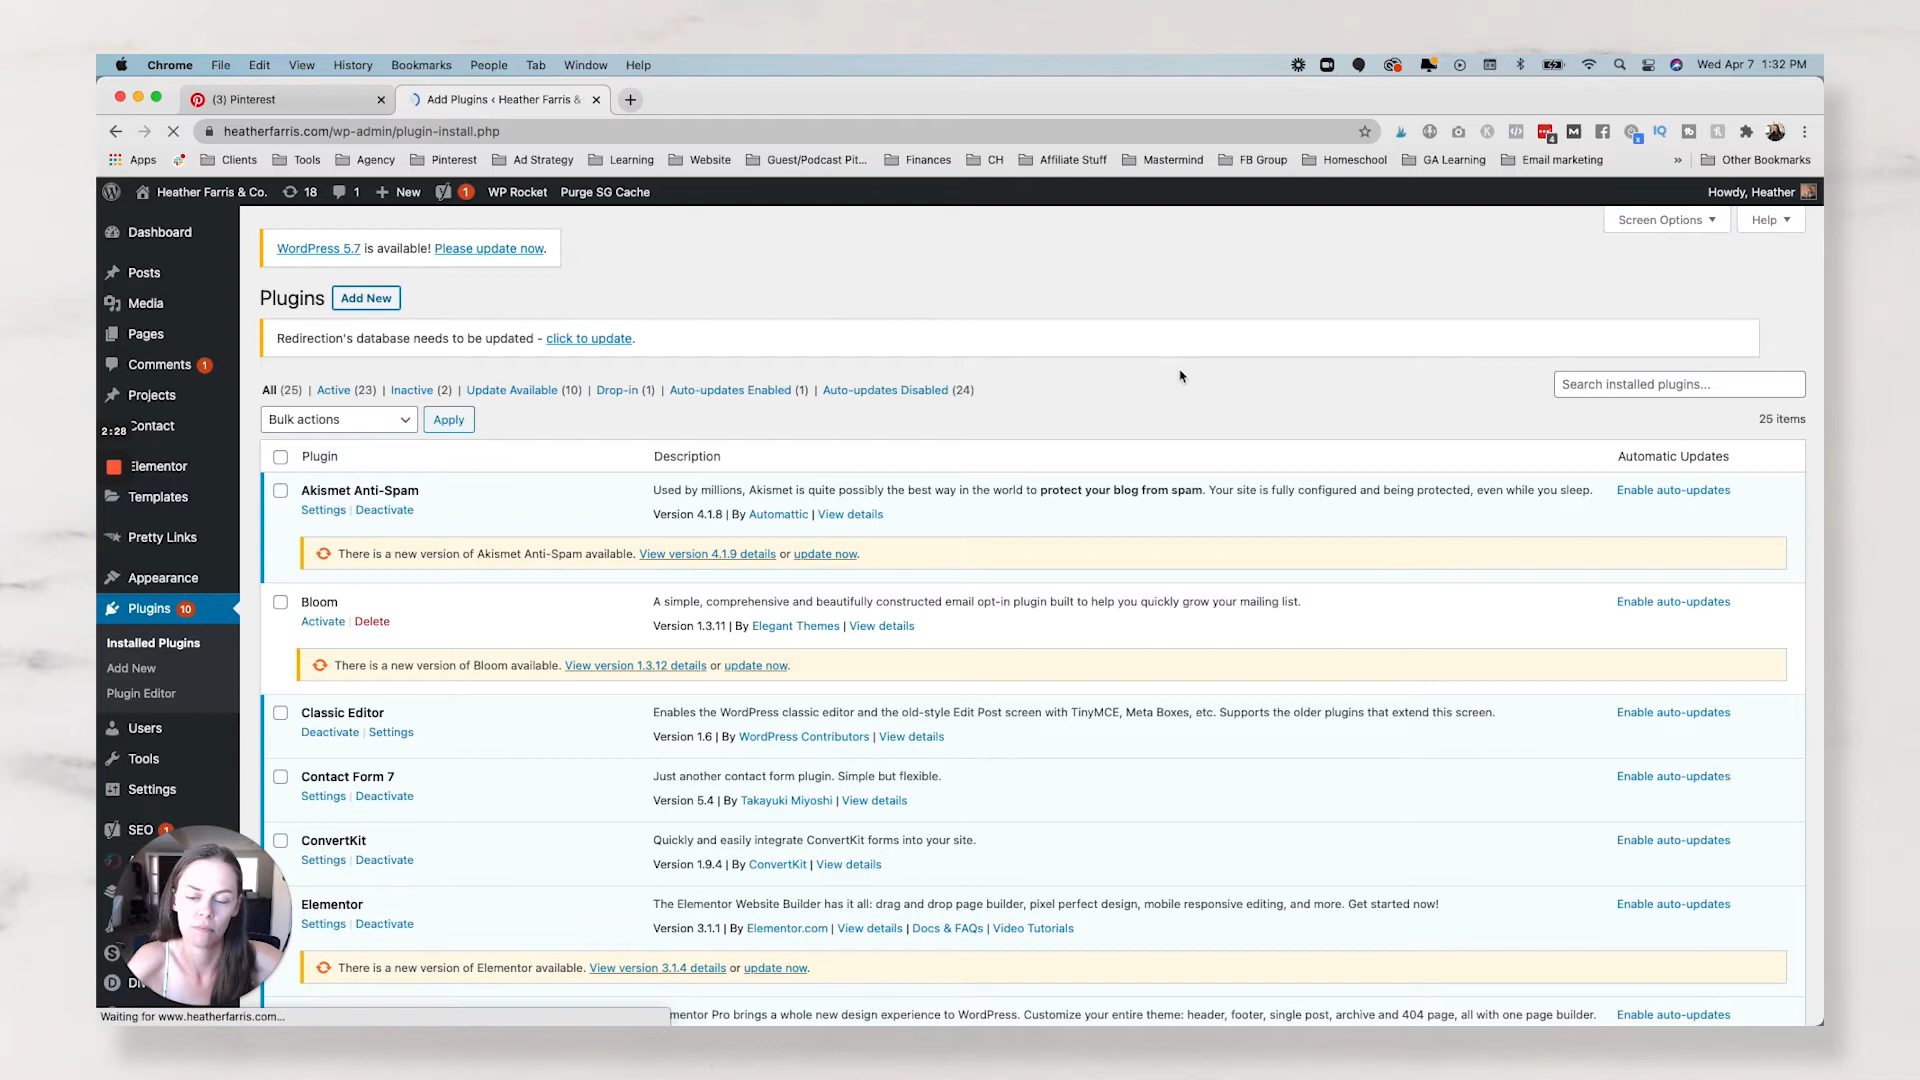 Chrome File Edit View History Bookmarks People Tab Window Help Wed Apr 7 1:32 PM
(3) Pinterest Add Plugins ‹ Heather Farris &
heatherfarris.com/wp-admin/plugin-install.php
Apps Clients Tools Agency Pinterest Ad Strategy Learning Website Guest/Podcast Pit... Finances CH Affiliate Stuff Mastermind FB Group Homeschool GA Learning Email marketing » Other Bookmarks
Heather Farris & Co. 18 1 + New 1 WP Rocket Purge SG Cache Howdy, Heather
Screen Options Help
Dashboard
Posts
Media
Pages
Comments 1
Projects
Contact
2:28
Elementor
Templates
Pretty Links
Appearance
Plugins 10
Installed Plugins
Add New
Plugin Editor
Users
Tools
Settings
SEO 1
WordPress 5.7 is available! Please update now.
Plugins Add New
Redirection's database needs to be updated - click to update.
All (25) | Active (23) | Inactive (2) | Update Available (10) | Drop-in (1) | Auto-updates Enabled (1) | Auto-updates Disabled (24)
Search installed plugins...
Bulk actions Apply 25 items
Plugin Description Automatic Updates
Akismet Anti-Spam Used by millions, Akismet is quite possibly the best way in the world to protect your blog from spam. Your site is fully configured and being protected, even while you sleep. Enable auto-updates
Settings | Deactivate Version 4.1.8 | By Automattic | View details
There is a new version of Akismet Anti-Spam available. View version 4.1.9 details or update now.
Bloom A simple, comprehensive and beautifully constructed email opt-in plugin built to help you quickly grow your mailing list. Enable auto-updates
Activate | Delete Version 1.3.11 | By Elegant Themes | View details
There is a new version of Bloom available. View version 1.3.12 details or update now.
Classic Editor Enables the WordPress classic editor and the old-style Edit Post screen with TinyMCE, Meta Boxes, etc. Supports the older plugins that extend this screen. Enable auto-updates
Deactivate | Settings Version 1.6 | By WordPress Contributors | View details
Contact Form 7 Just another contact form plugin. Simple but flexible. Enable auto-updates
Settings | Deactivate Version 5.4 | By Takayuki Miyoshi | View details
ConvertKit Quickly and easily integrate ConvertKit forms into your site. Enable auto-updates
Settings | Deactivate Version 1.9.4 | By ConvertKit | View details
Elementor The Elementor Website Builder has it all: drag and drop page builder, pixel perfect design, mobile responsive editing, and more. Get started now! Enable auto-updates
Settings | Deactivate Version 3.1.1 | By Elementor.com | View details | Docs & FAQs | Video Tutorials
There is a new version of Elementor available. View version 3.1.4 details or update now.
Pro brings a whole new design experience to WordPress. Customize your entire theme: header, footer, single post, archive and 404 page, all with one page builder. Enable auto-updates
Waiting for www.heatherfarris.com...